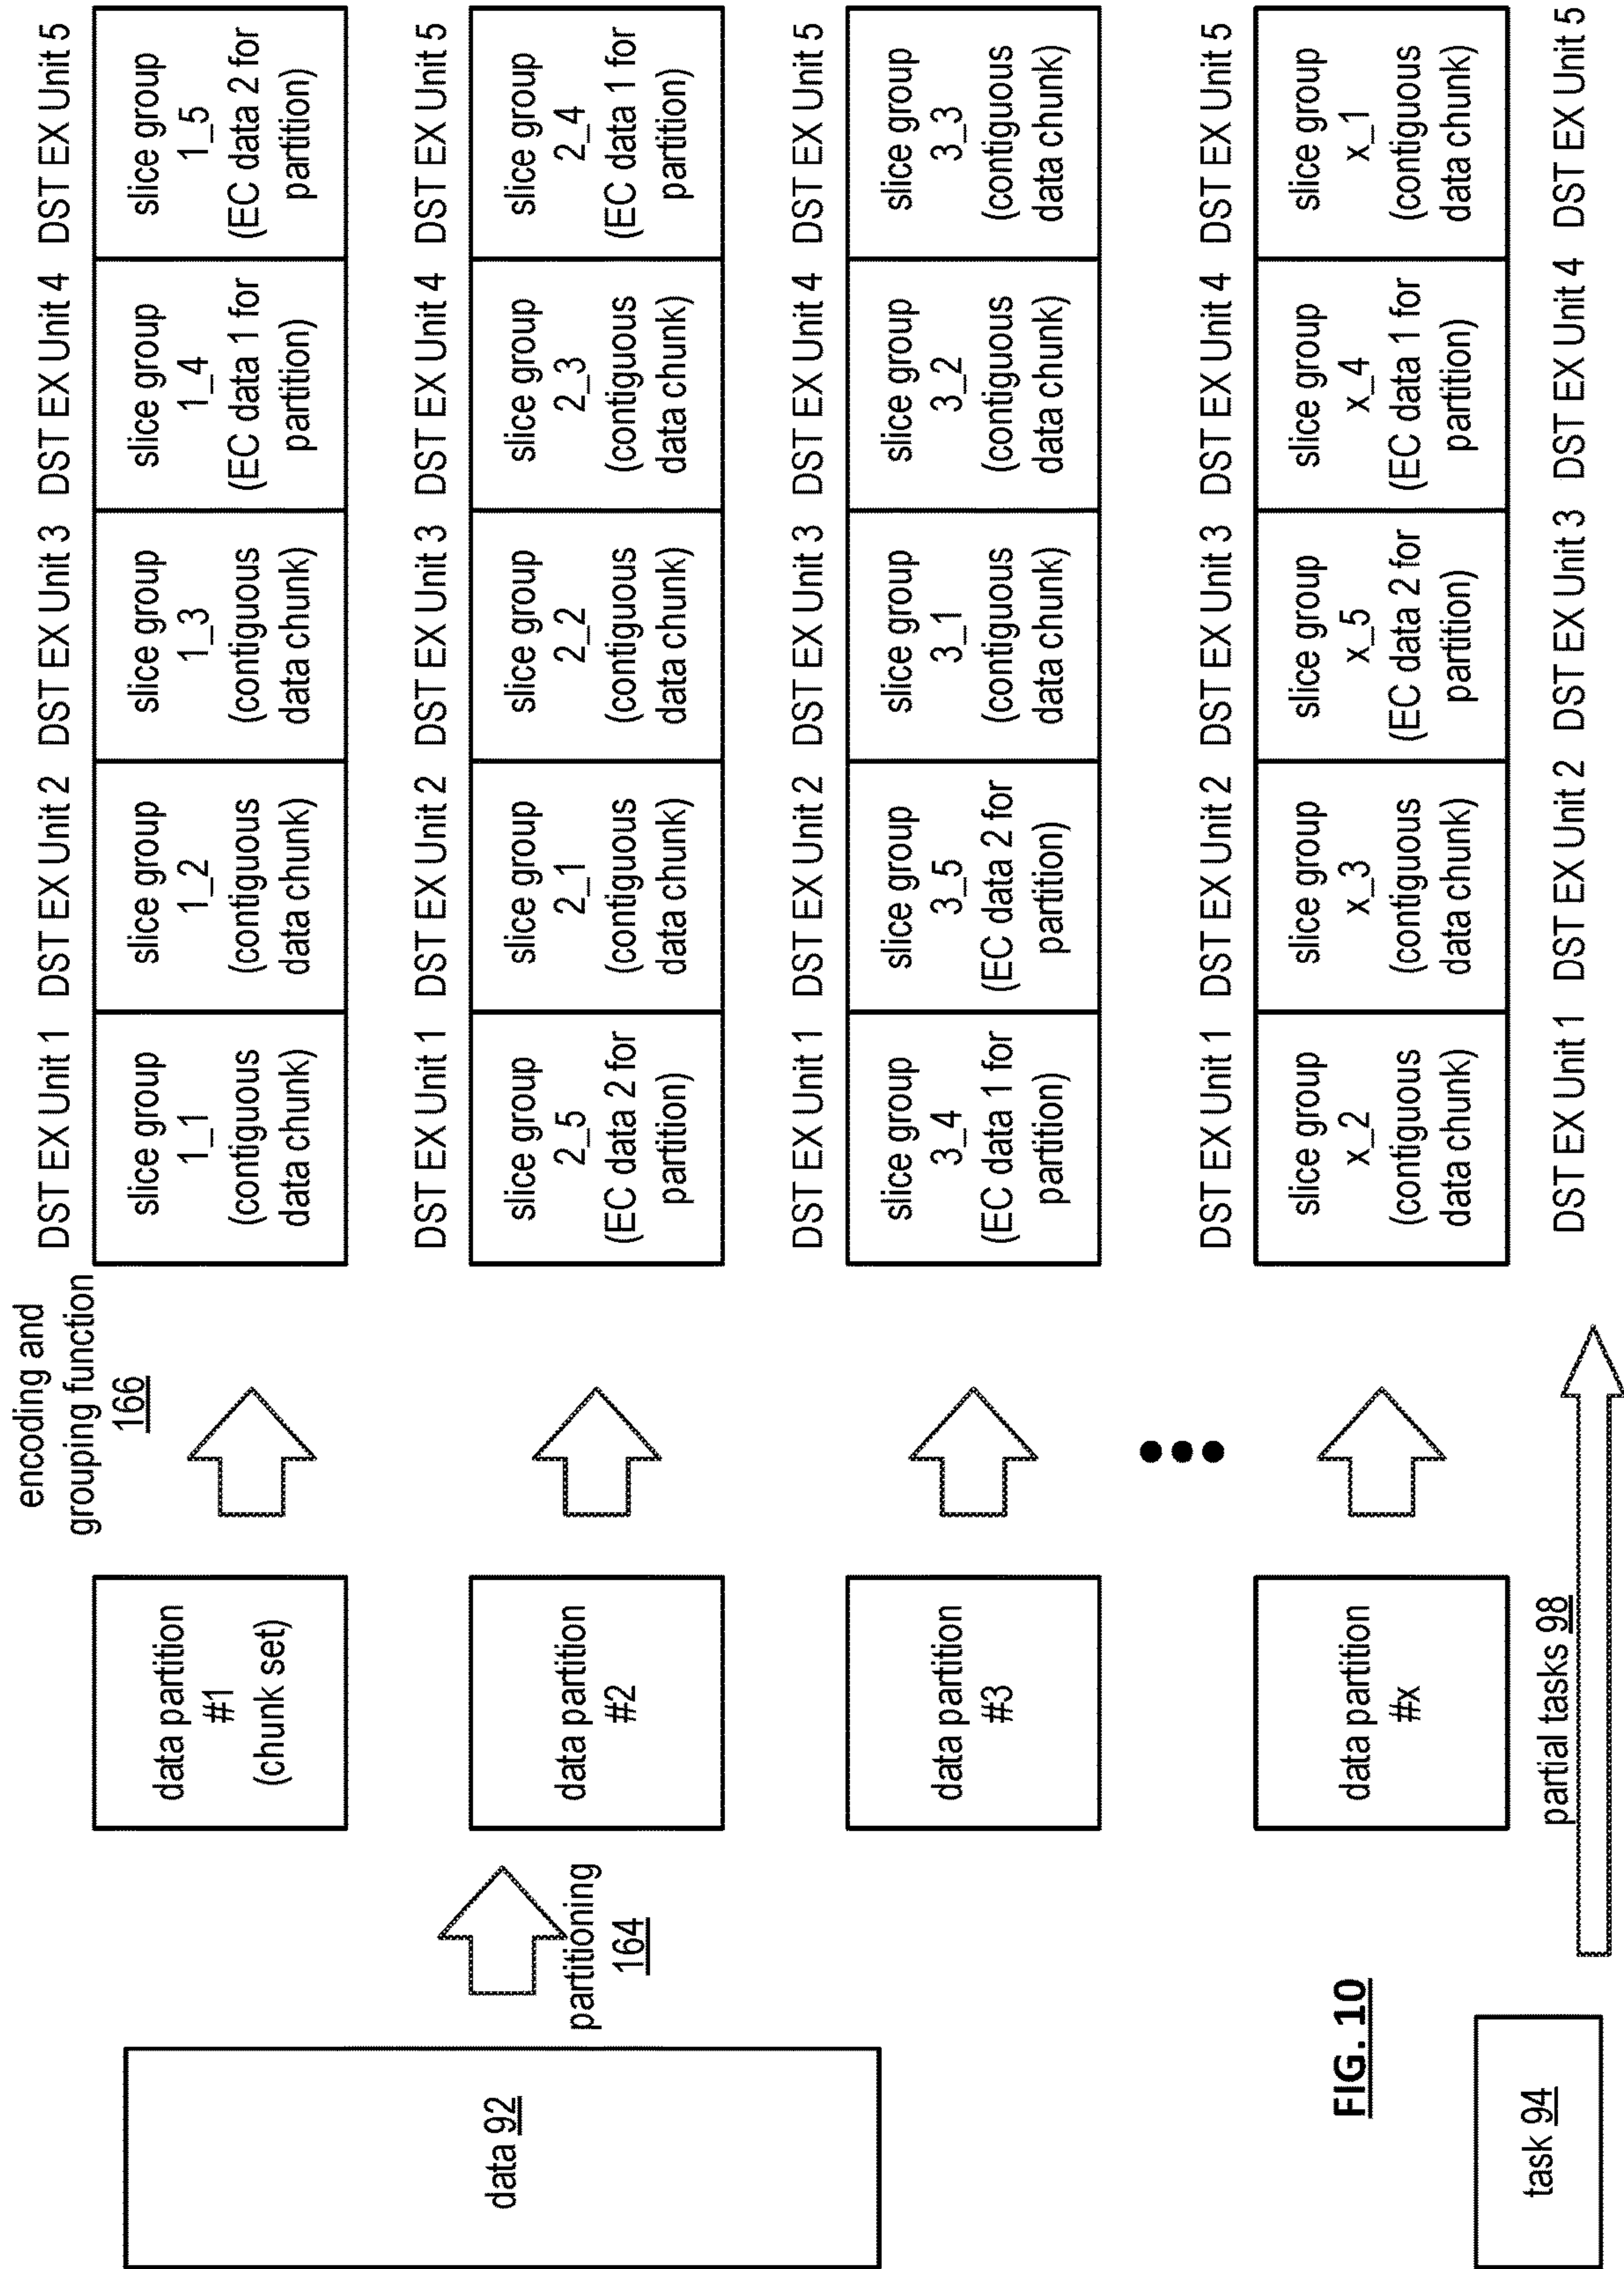 encoding and
grouping function
166
data 92
partitioning
164
data partition
#1
(chunk set)
DST EX Unit 1
DST EX Unit 2
DST EX Unit 3
DST EX Unit 4
DST EX Unit 5
slice group
1_1
(contiguous
data chunk)
slice group
1_2
(contiguous
data chunk)
slice group
1_3
(contiguous
data chunk)
slice group
1_4
(EC data 1 for
partition)
slice group
1_5
(EC data 2 for
partition)
data partition
#2
DST EX Unit 1
DST EX Unit 2
DST EX Unit 3
DST EX Unit 4
DST EX Unit 5
slice group
2_5
(EC data 2 for
partition)
slice group
2_1
(contiguous
data chunk)
slice group
2_2
(contiguous
data chunk)
slice group
2_3
(contiguous
data chunk)
slice group
2_4
(EC data 1 for
partition)
data partition
#3
DST EX Unit 1
DST EX Unit 2
DST EX Unit 3
DST EX Unit 4
DST EX Unit 5
slice group
3_4
(EC data 1 for
partition)
slice group
3_5
(EC data 2 for
partition)
slice group
3_1
(contiguous
data chunk)
slice group
3_2
(contiguous
data chunk)
slice group
3_3
(contiguous
data chunk)
data partition
#x
DST EX Unit 1
DST EX Unit 2
DST EX Unit 3
DST EX Unit 4
DST EX Unit 5
slice group
x_2
(contiguous
data chunk)
slice group
x_3
(contiguous
data chunk)
slice group
x_5
(EC data 2 for
partition)
slice group
x_4
(EC data 1 for
partition)
slice group
x_1
(contiguous
data chunk)
FIG. 10
task 94
partial tasks 98
DST EX Unit 1
DST EX Unit 2
DST EX Unit 3
DST EX Unit 4
DST EX Unit 5